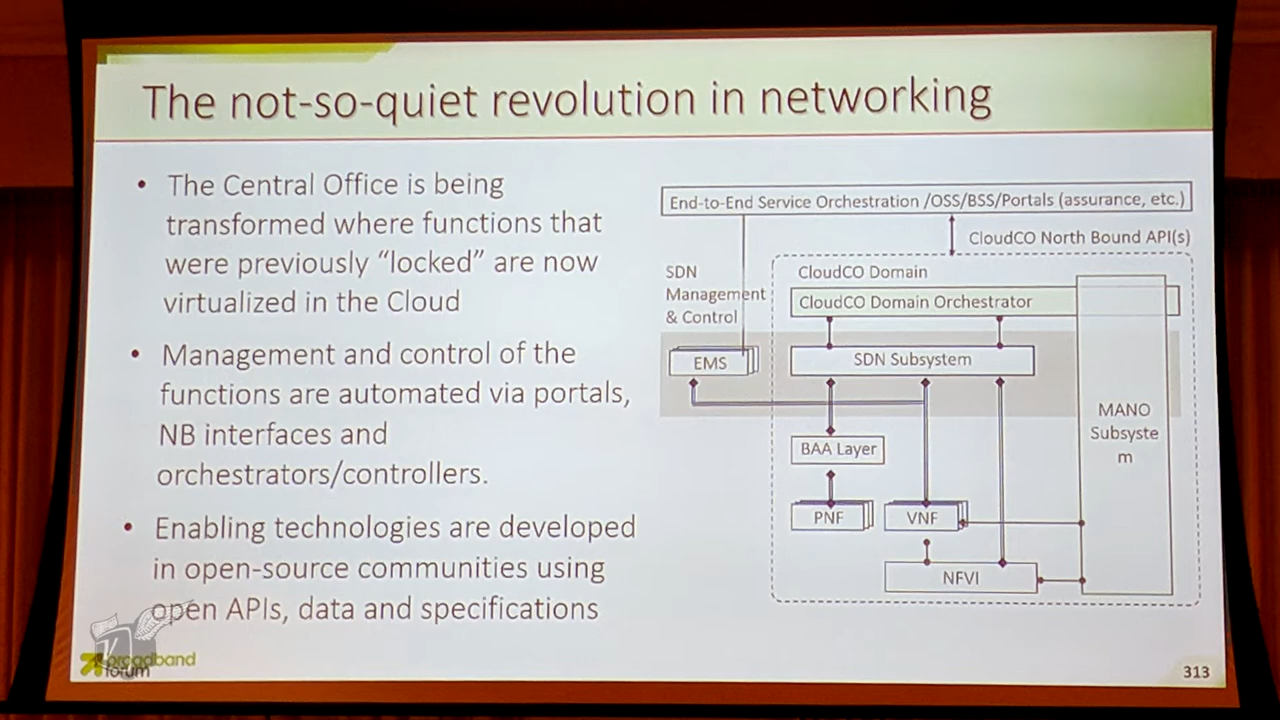 The not-so-quiet revolution in networking
• The Central Office is being
transformed where functions that
were previously “locked” are now
virtualized in the Cloud
• Management and control of the
functions are automated via portals,
NB interfaces and
orchestrators/controllers.
• Enabling technologies are developed
in open-source communities using
open APIs, data and specifications
End-to-End Service Orchestration /OSS/BSS/Portals (assurance, etc.)
CloudCO North Bound API(s)
SDN
Management
& Control
CloudCO Domain
CloudCO Domain Orchestrator
EMS
SDN Subsystem
MANO
Subsyste
m
BAA Layer
PNF
VNF
NFVI
broadband
forum
313